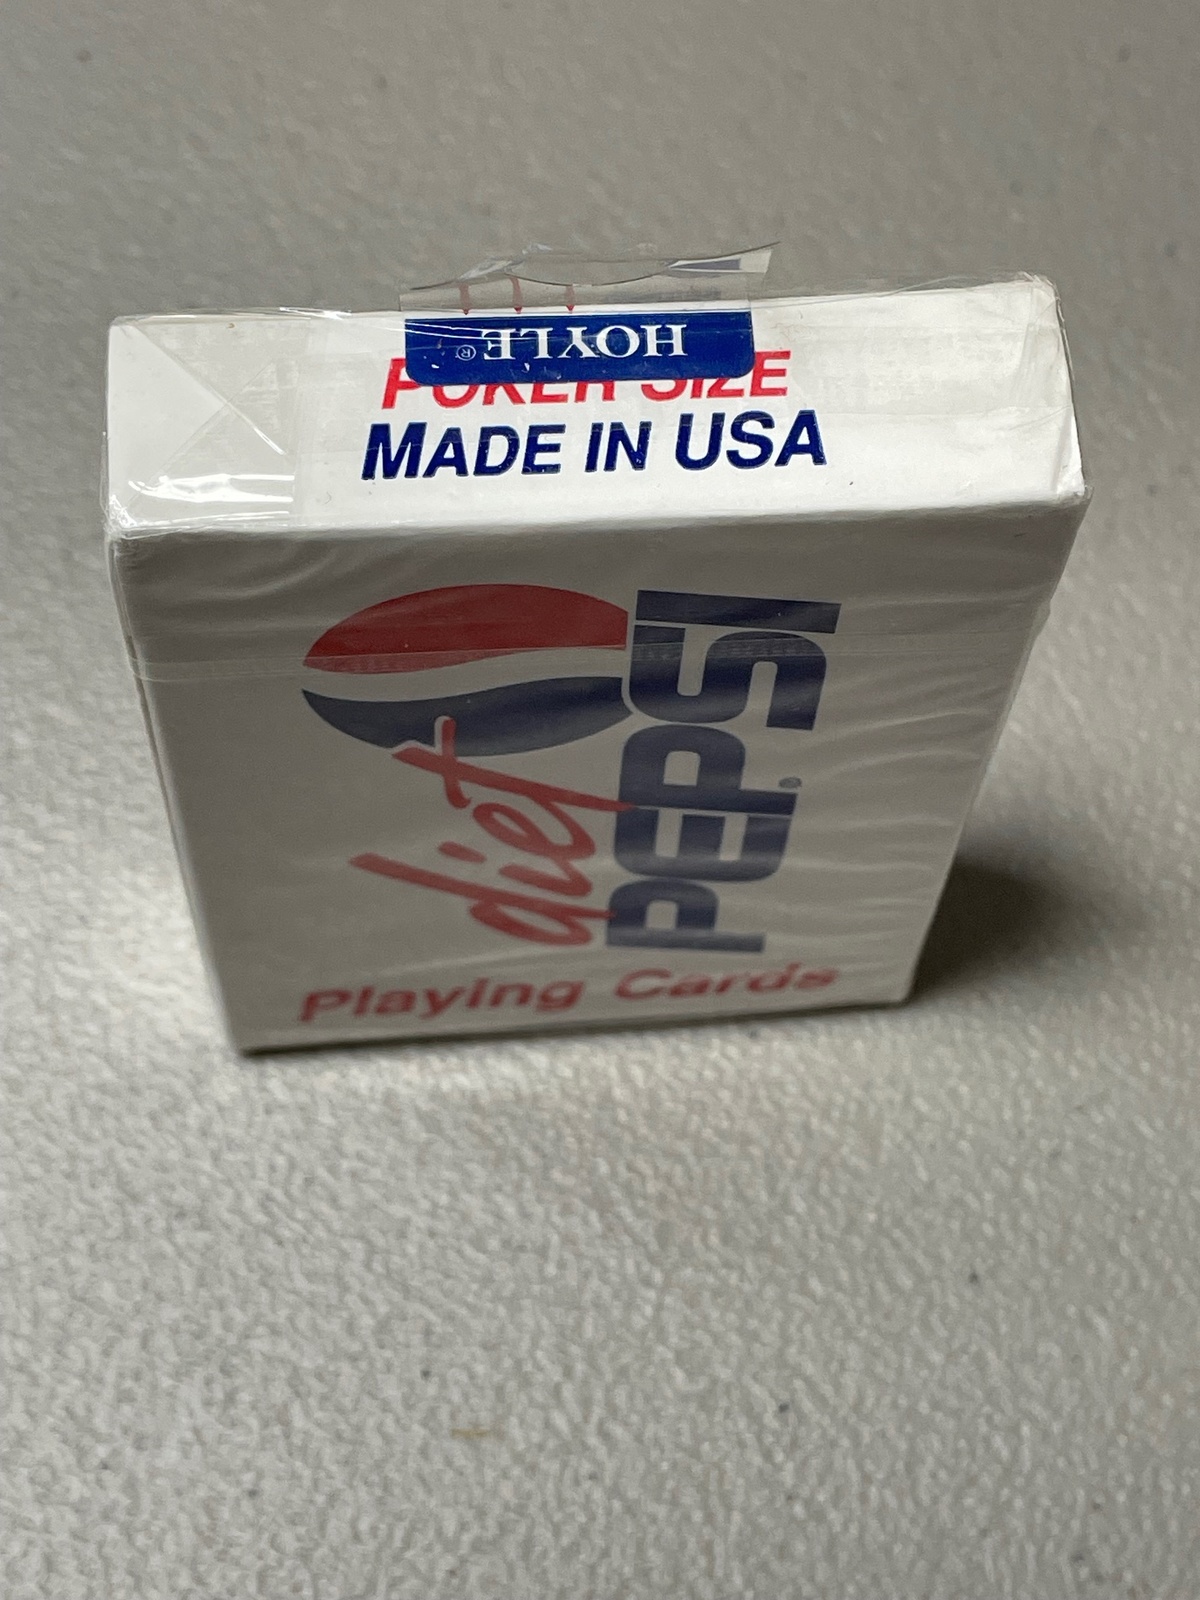 HOYLE®
POKER SIZE
MADE IN USA
diet
PEPSI®
Playing Cards